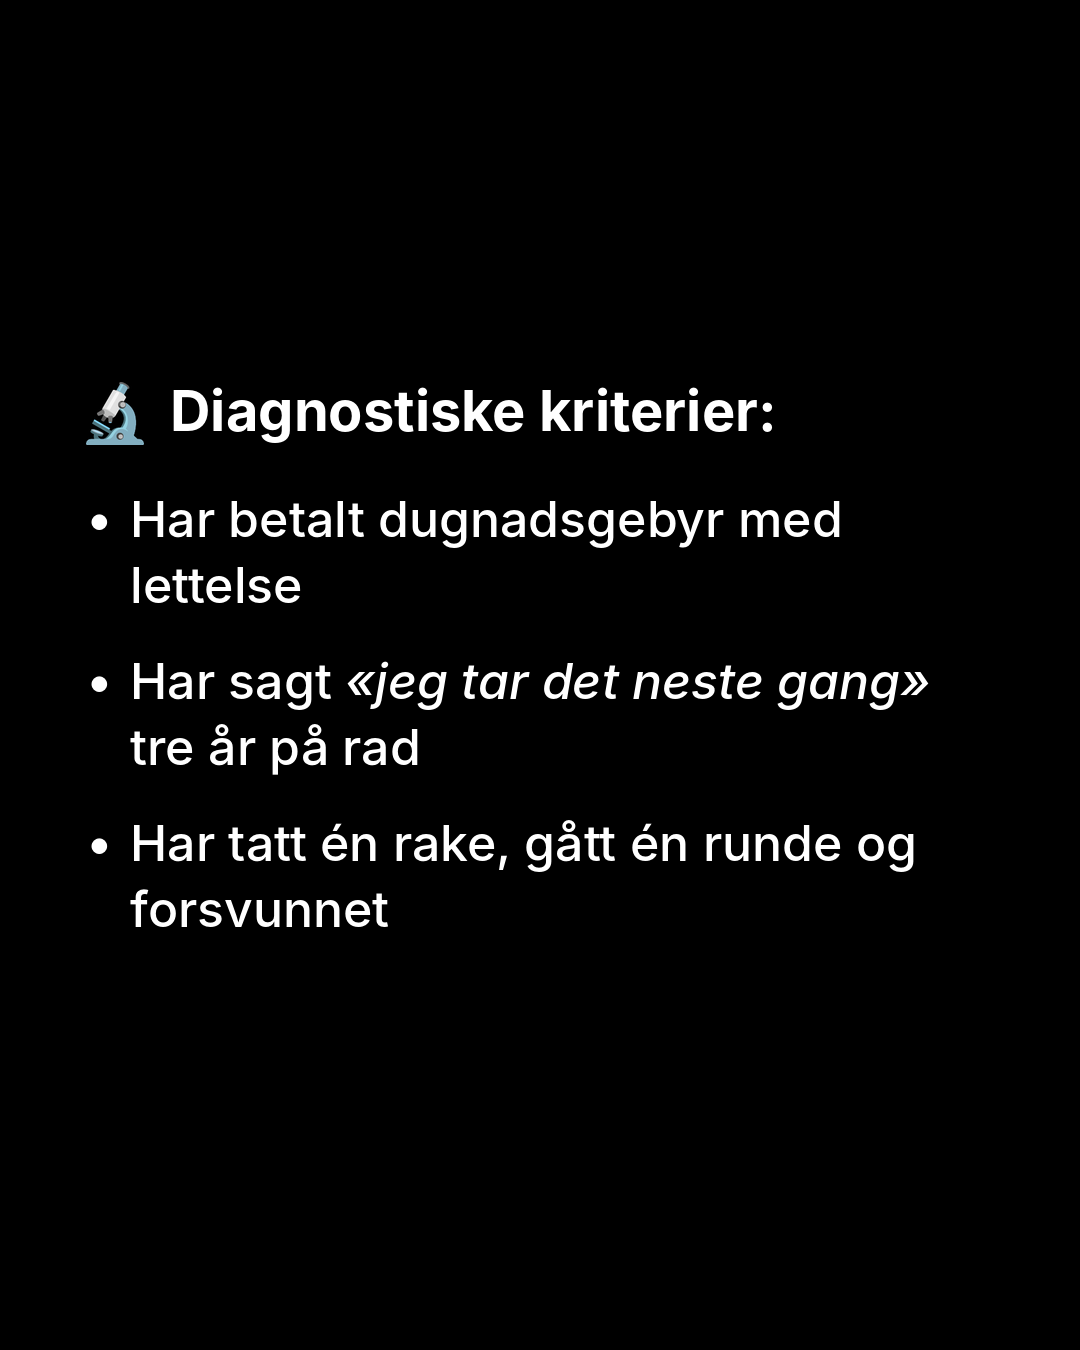 🔬 Diagnostiske kriterier:
• Har betalt dugnadsgebyr med
lettelse
• Har sagt «jeg tar det neste gang»
tre år på rad
• Har tatt én rake, gått én runde og
forsvunnet